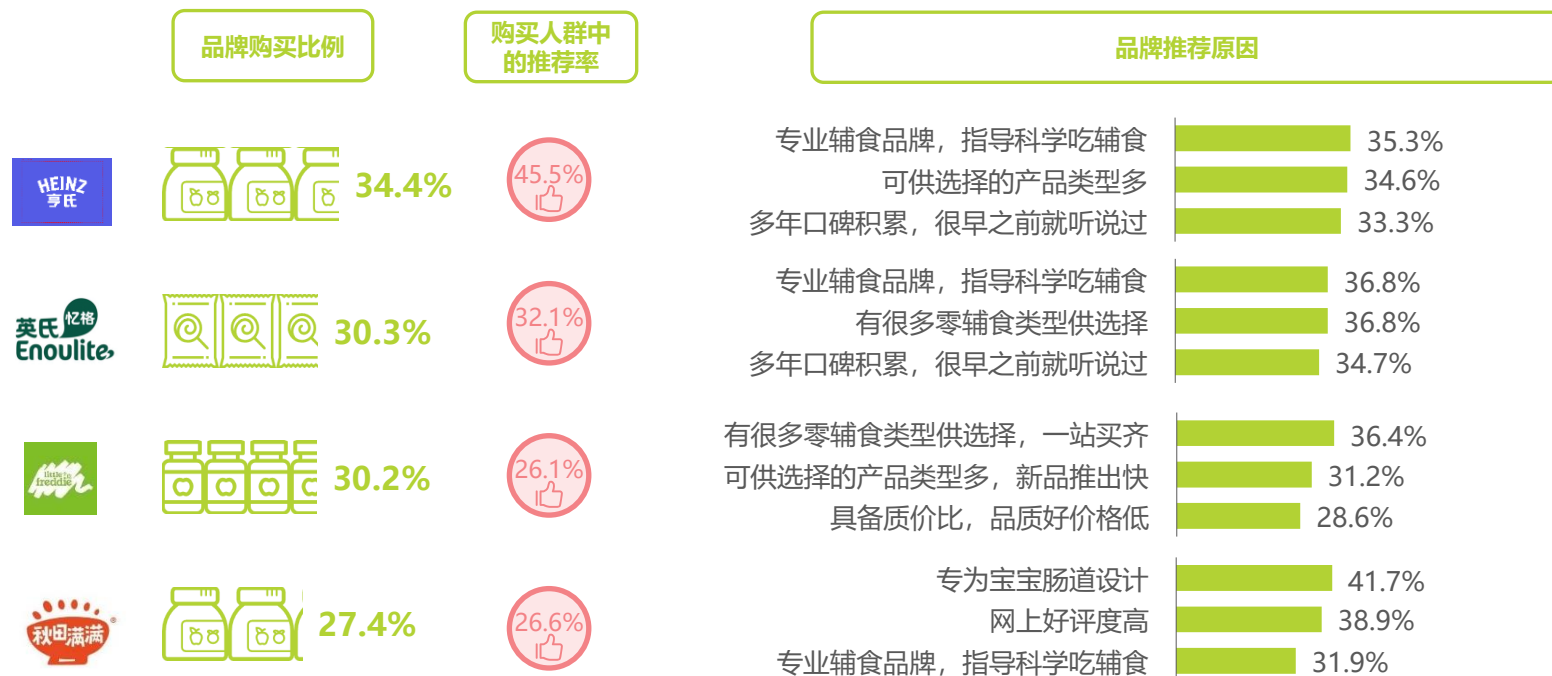 品牌购买比例
购买人群中
的推荐率
品牌推荐原因
HEINZ
亨氏
34.4%
45.5%
专业辅食品牌，指导科学吃辅食
35.3%
可供选择的产品类型多
34.6%
多年口碑积累，很早之前就听说过
33.3%
英氏
忆格
Enoulite
30.3%
32.1%
专业辅食品牌，指导科学吃辅食
36.8%
有很多零辅食类型供选择
36.8%
多年口碑积累，很早之前就听说过
34.7%
little
freddie
30.2%
26.1%
有很多零辅食类型供选择，一站买齐
36.4%
可供选择的产品类型多，新品推出快
31.2%
具备质价比，品质好价格低
28.6%
秋田满满
®
27.4%
26.6%
专为宝宝肠道设计
41.7%
网上好评度高
38.9%
专业辅食品牌，指导科学吃辅食
31.9%